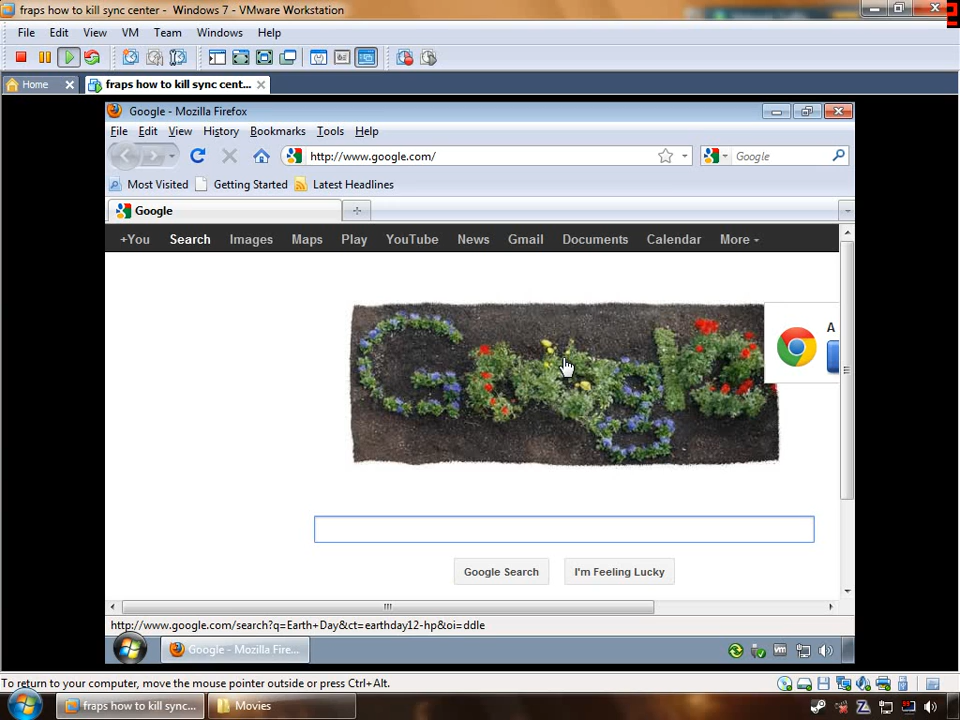 fraps how to kill sync center - Windows 7 - VMware Workstation
File Edit View VM Team Windows Help
Home fraps how to kill sync cent...
Google - Mozilla Firefox
File Edit View History Bookmarks Tools Help
http://www.google.com/ Google
Most Visited Getting Started Latest Headlines
Google
+You Search Images Maps Play YouTube News Gmail Documents Calendar More
Google
A
Google Search I'm Feeling Lucky
http://www.google.com/search?q=Earth+Day&ct=earthday12-hp&oi=ddle
Google - Mozilla Fire...
To return to your computer, move the mouse pointer outside or press Ctrl+Alt.
fraps how to kill sync... Movies